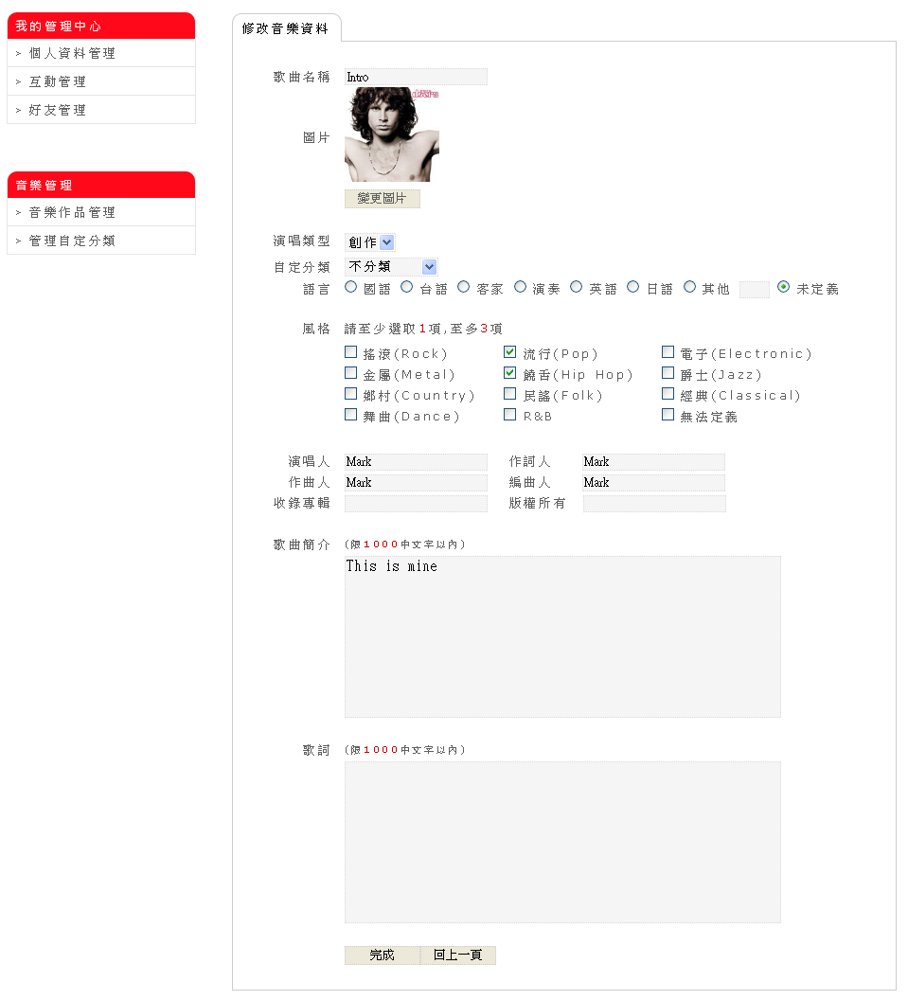 我的管理中心
> 個人資料管理
> 互動管理
> 好友管理
音樂管理
> 音樂作品管理
> 管理自定分類
修改音樂資料
歌曲名稱 Intro
圖片
變更圖片
演唱類型 創作
自定分類 不分類
語言 國語 台語 客家 演奏 英語 日語 其他 未定義
風格 請至少選取1項,至多3項
搖滾(Rock) 流行(Pop) 電子(Electronic)
金屬(Metal) 饒舌(Hip Hop) 爵士(Jazz)
鄉村(Country) 民謠(Folk) 經典(Classical)
舞曲(Dance) R&B 無法定義
演唱人 Mark 作詞人 Mark
作曲人 Mark 編曲人 Mark
收錄專輯 版權所有
歌曲簡介 (限1000中文字以內)
This is mine
歌詞 (限1000中文字以內)
完成 回上一頁